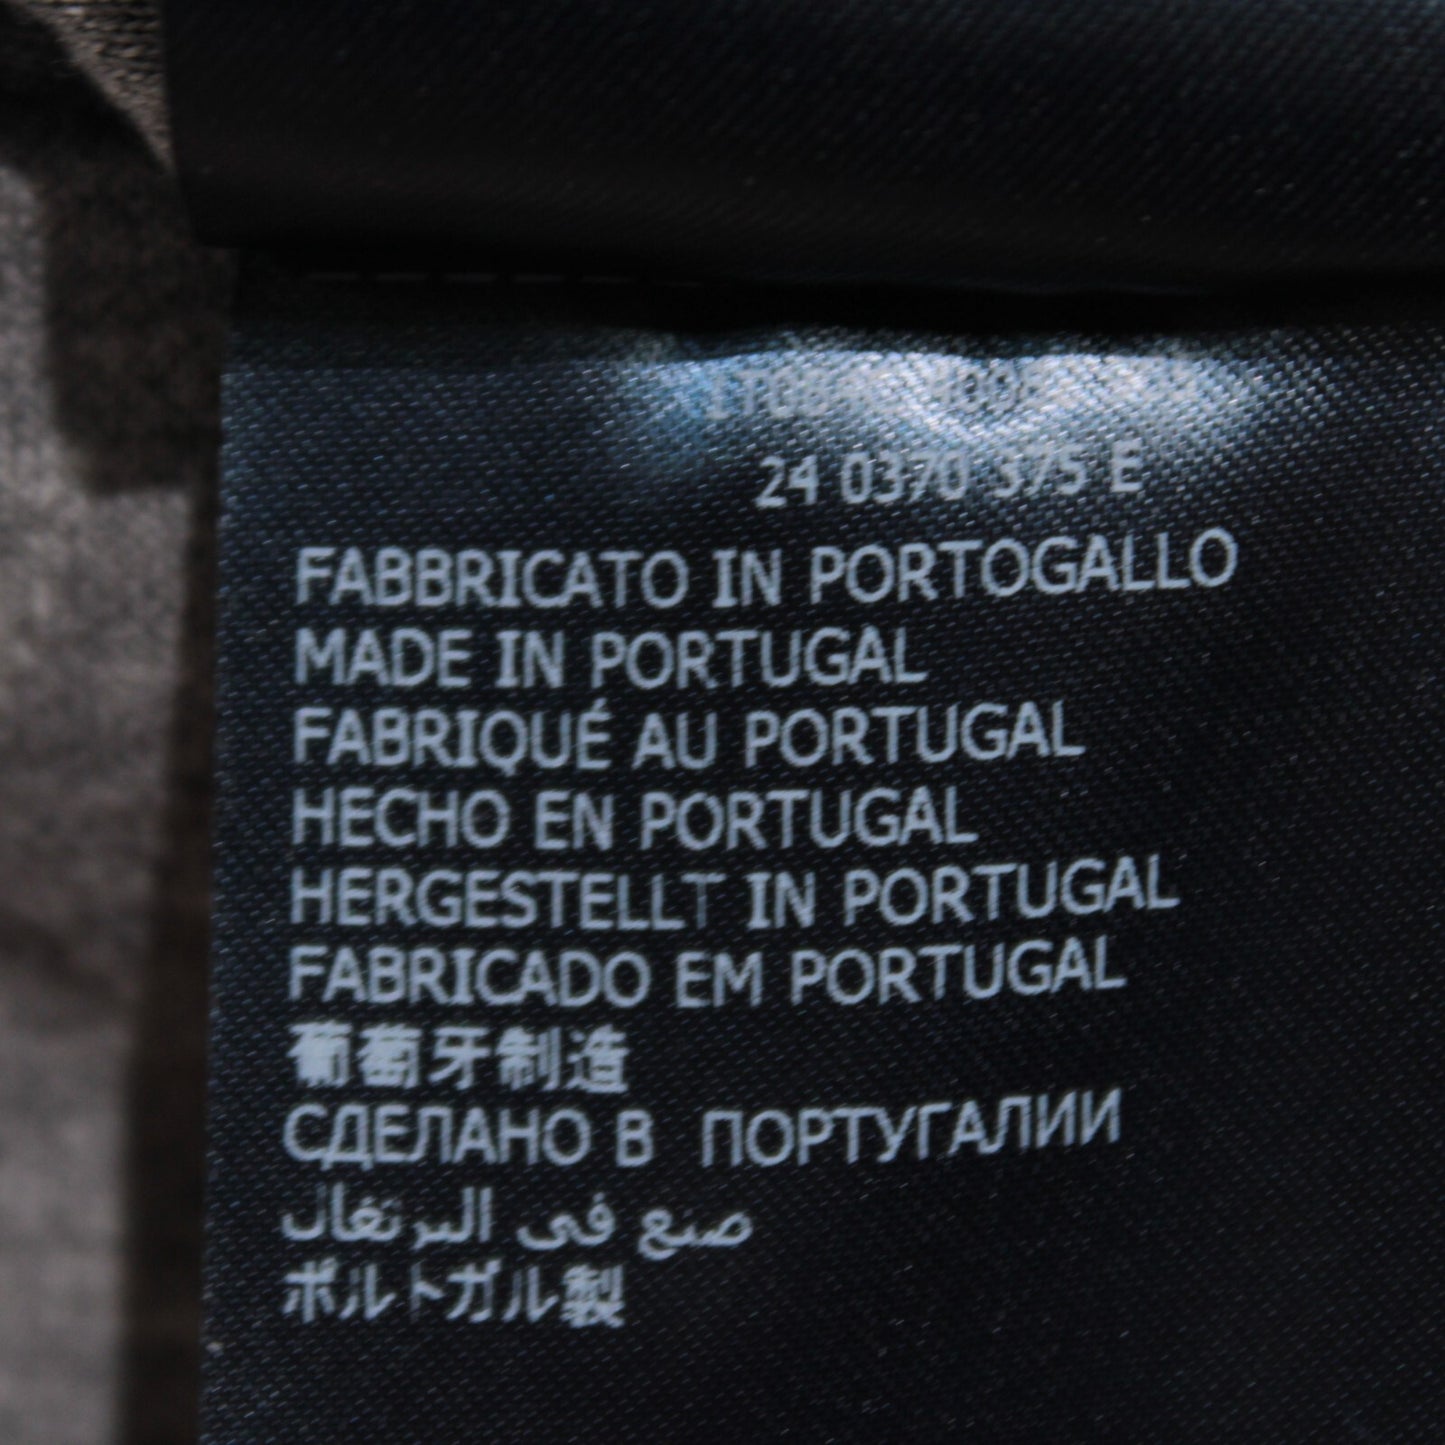 24 0370 375 E
FABBRICATO IN PORTOGALLO
MADE IN PORTUGAL
FABRIQUÉ AU PORTUGAL
HECHO EN PORTUGAL
HERGESTELLT IN PORTUGAL
FABRICADO EM PORTUGAL
葡萄牙制造
СДЕЛАНО В ПОРТУГАЛИИ
صنع فى البرتغال
ポルトガル製